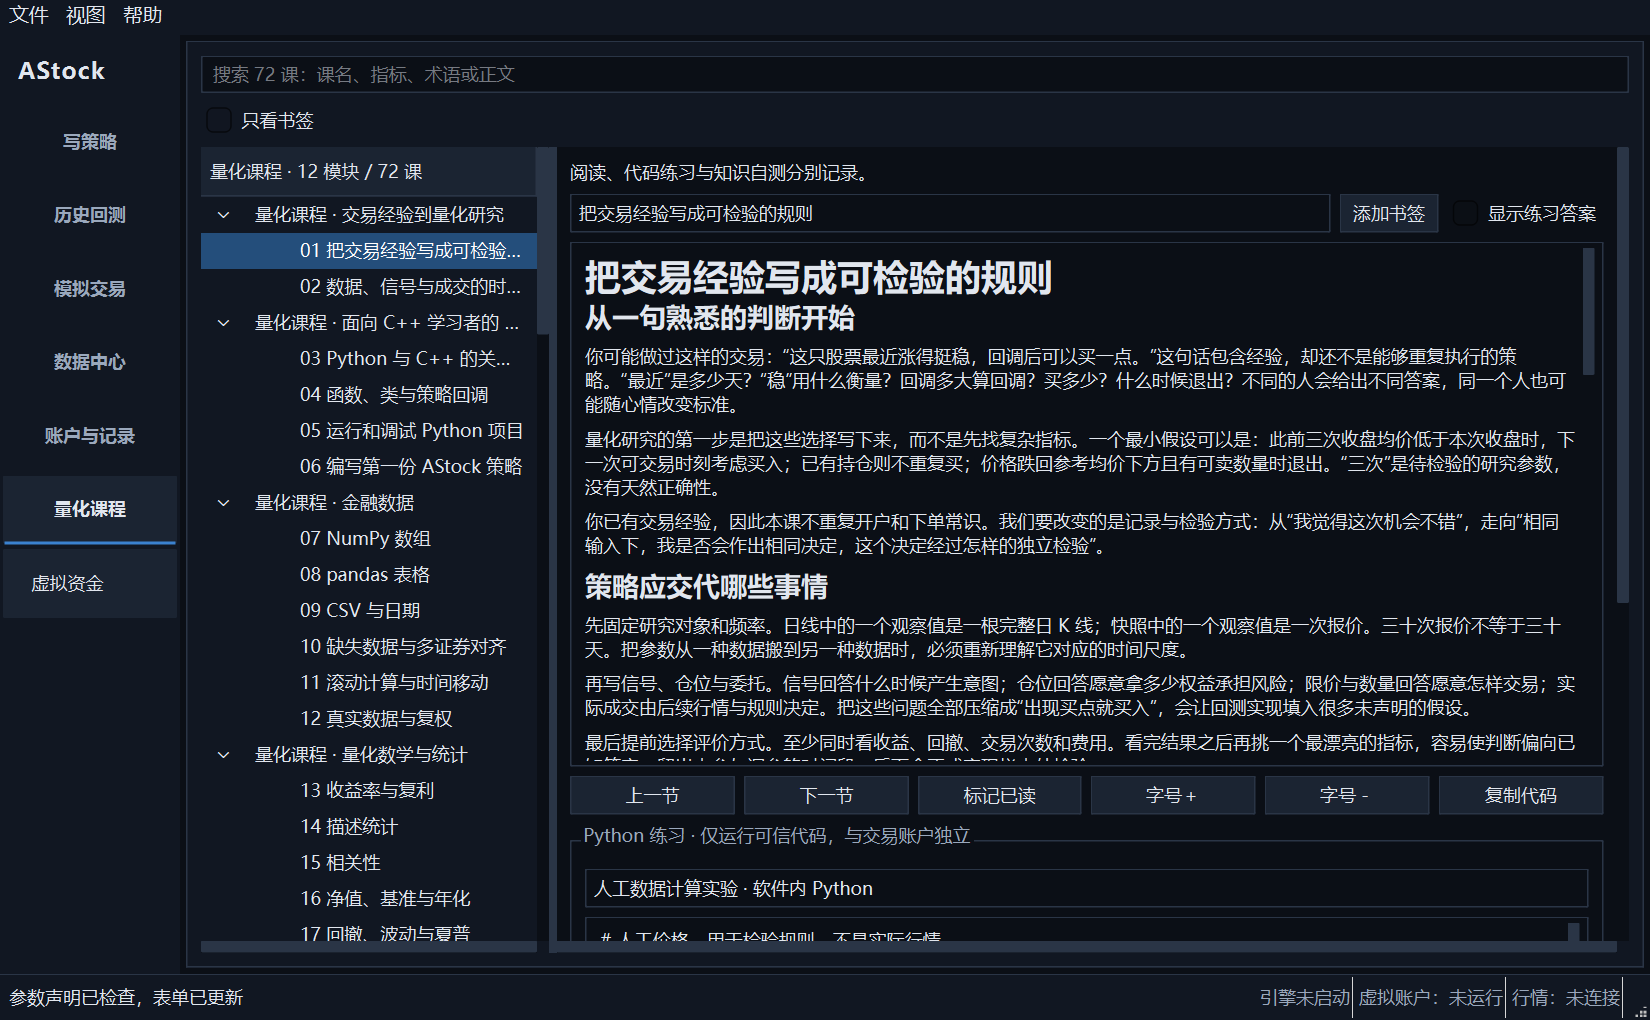 文件 视图 帮助
AStock
写策略
历史回测
模拟交易
数据中心
账户与记录
量化课程
虚拟资金
搜索 72 课：课名、指标、术语或正文
只看书签
量化课程 · 12 模块 / 72 课
量化课程 · 交易经验到量化研究
01 把交易经验写成可检验...
02 数据、信号与成交的时...
量化课程 · 面向 C++ 学习者的 ...
03 Python 与 C++ 的关...
04 函数、类与策略回调
05 运行和调试 Python 项目
06 编写第一份 AStock 策略
量化课程 · 金融数据
07 NumPy 数组
08 pandas 表格
09 CSV 与日期
10 缺失数据与多证券对齐
11 滚动计算与时间移动
12 真实数据与复权
量化课程 · 量化数学与统计
13 收益率与复利
14 描述统计
15 相关性
16 净值、基准与年化
17 回撤、波动与夏普
阅读、代码练习与知识自测分别记录。
把交易经验写成可检验的规则
添加书签
显示练习答案
把交易经验写成可检验的规则
从一句熟悉的判断开始
你可能做过这样的交易：“这只股票最近涨得挺稳，回调后可以买一点。”这句话包含经验，却还不是能够重复执行的策
略。“最近”是多少天？“稳”用什么衡量？回调多大算回调？买多少？什么时候退出？不同的人会给出不同答案，同一个人也可
能随心情改变标准。
量化研究的第一步是把这些选择写下来，而不是先找复杂指标。一个最小假设可以是：此前三次收盘均价低于本次收盘时，下
一次可交易时刻考虑买入；已有持仓则不重复买；价格跌回参考均价下方且有可卖数量时退出。“三次”是待检验的研究参数，
没有天然正确性。
你已有交易经验，因此本课不重复开户和下单常识。我们要改变的是记录与检验方式：从“我觉得这次机会不错”，走向“相同
输入下，我是否会作出相同决定，这个决定经过怎样的独立检验”。
策略应交代哪些事情
先固定研究对象和频率。日线中的一个观察值是一根完整日 K 线；快照中的一个观察值是一次报价。三十次报价不等于三十
天。把参数从一种数据搬到另一种数据时，必须重新理解它对应的时间尺度。
再写信号、仓位与委托。信号回答什么时候产生意图；仓位回答愿意拿多少权益承担风险；限价与数量回答愿意怎样交易；实
际成交由后续行情与规则决定。把这些问题全部压缩成“出现买点就买入”，会让回测实现填入很多未声明的假设。
最后提前选择评价方式。至少同时看收益、回撤、交易次数和费用。看完结果之后再挑一个最漂亮的指标，容易使判断偏向已
上一节
下一节
标记已读
字号 +
字号 -
复制代码
Python 练习 · 仅运行可信代码，与交易账户独立
人工数据计算实验 · 软件内 Python
# 人工价格，用于检验规则，不是实际行情
参数声明已检查，表单已更新
引擎未启动
虚拟账户：未运行
行情：未连接